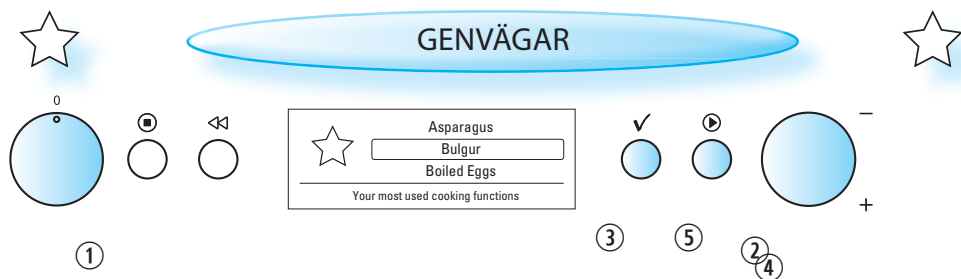 GENVÄGAR
0
Asparagus
Bulgur
Boiled Eggs
Your most used cooking functions
−
+
① ③ ⑤ ② ④